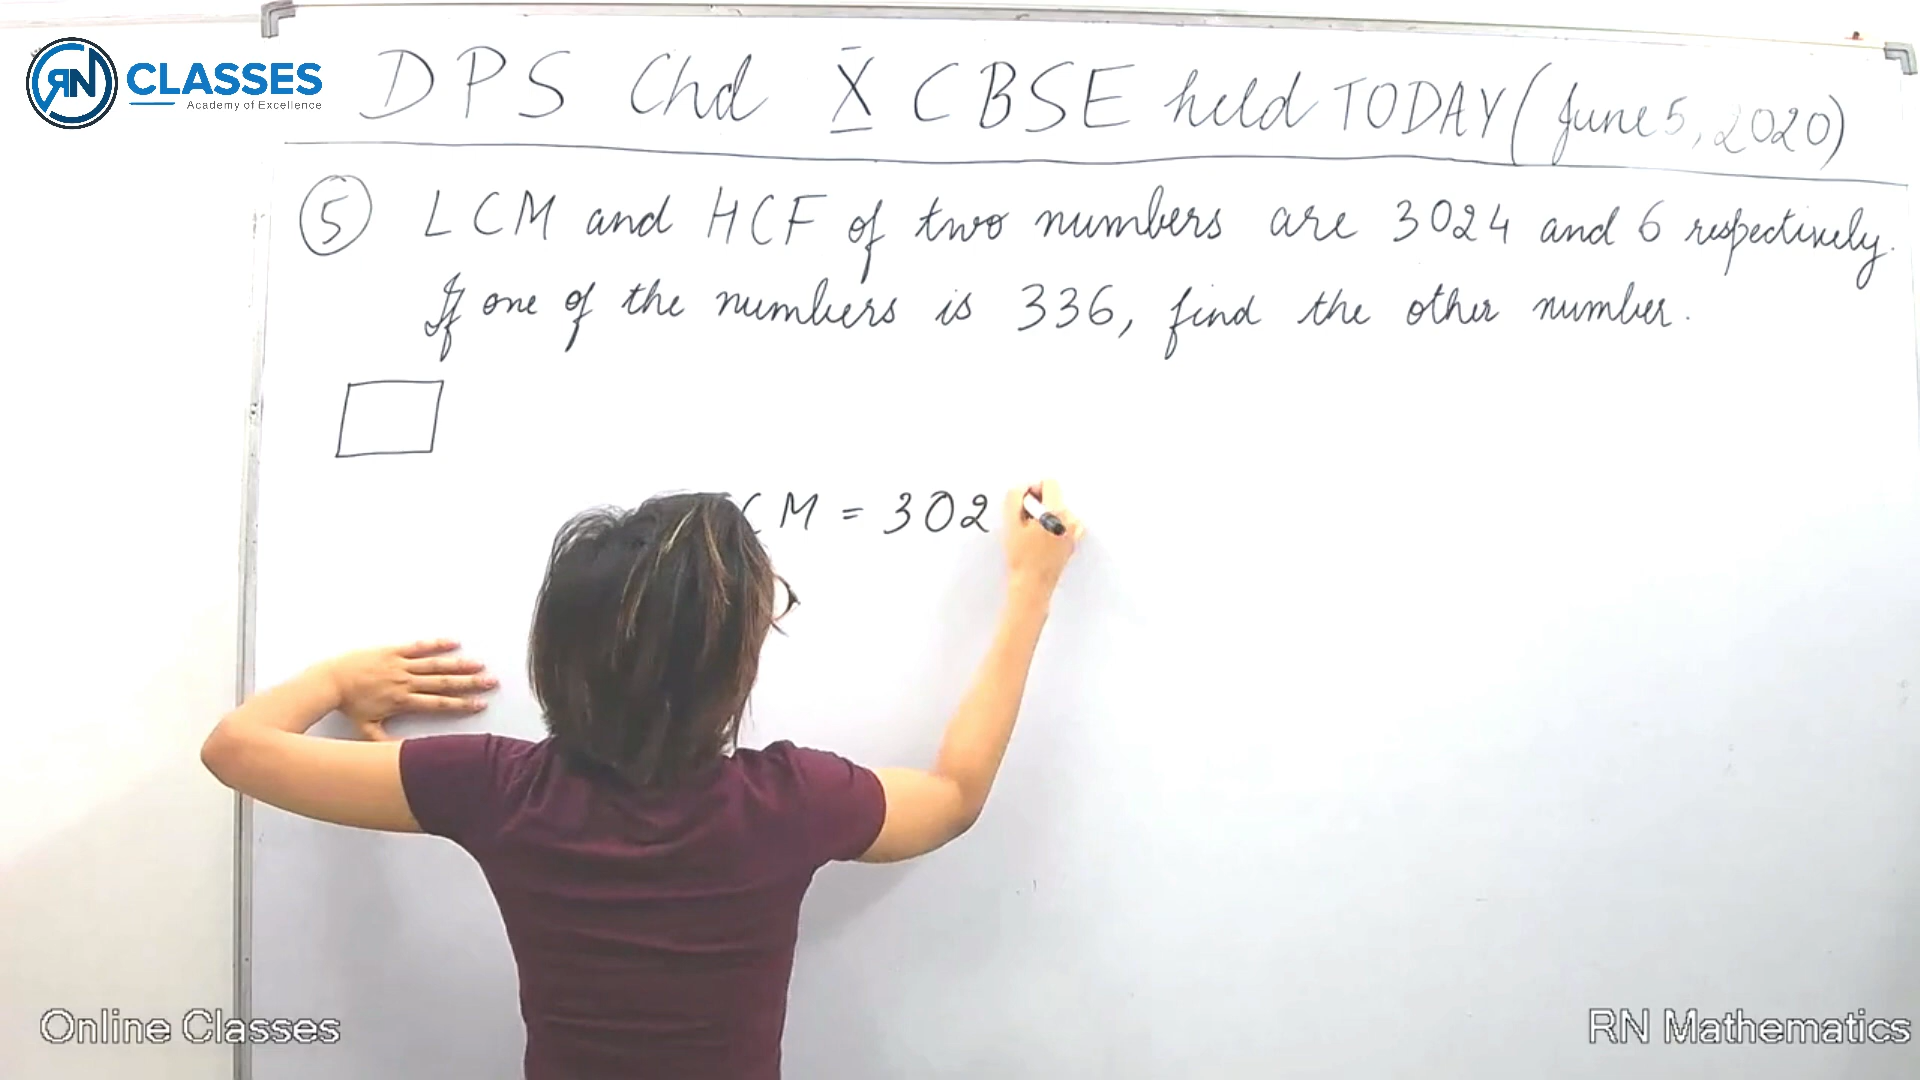 RN CLASSES
Academy of Excellence
DPS Chd X CBSE held TODAY (June 5, 2020)
5 LCM and HCF of two numbers are 3024 and 6 respectively.
If one of the numbers is 336, find the other number.
CM = 302
Online Classes
RN Mathematics